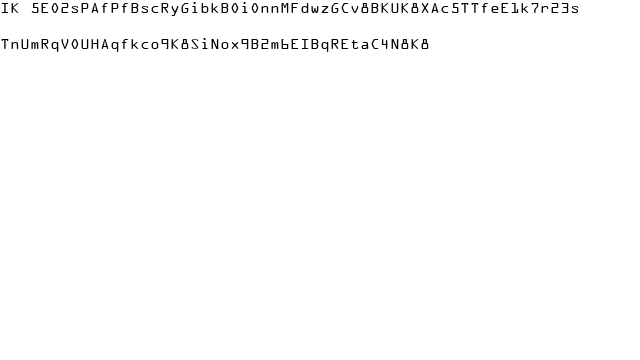 IK 5E02sPAfPfBscRyGibkB0i0nnMFdwzGCv8BKUK8XAc5TTfeE1k7r23s
TnUmRqV0UHAqfkco9K8SiNox9B2m6EIBqREtaC4N8K8